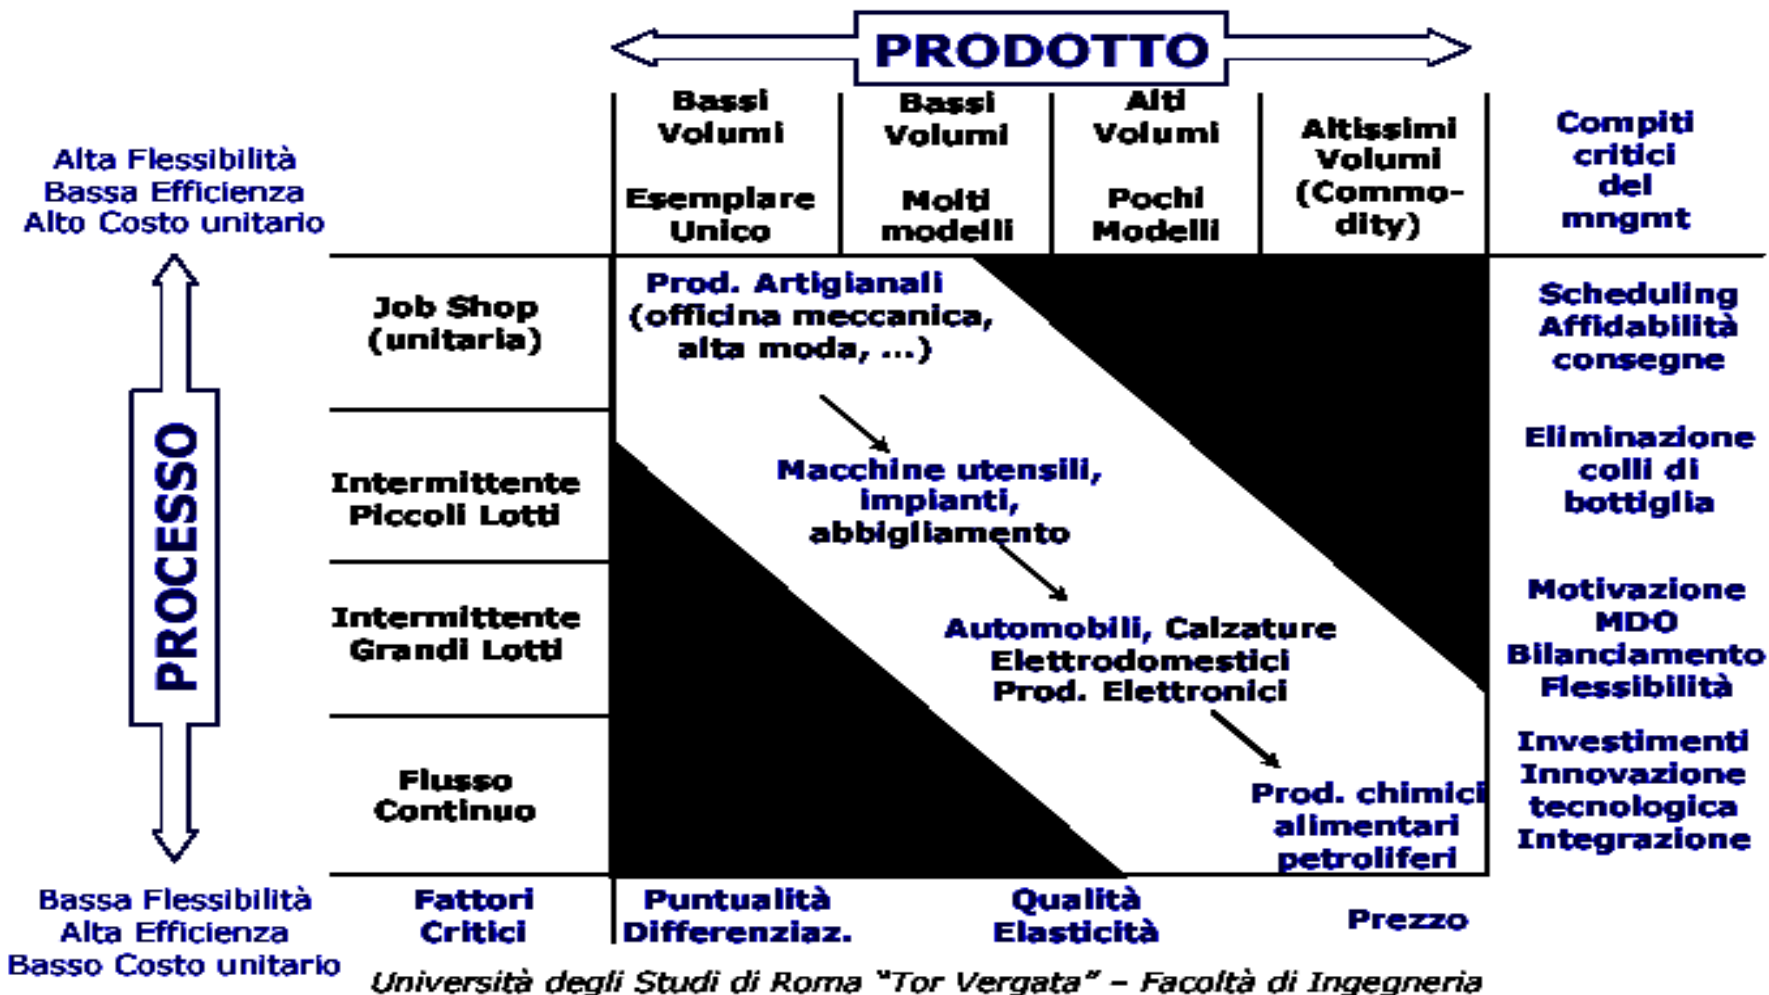 PRODOTTO
Bassi
Volumi
Esemplare
Unico
Bassi
Volumi
Molti
modelli
Alti
Volumi
Pochi
Modelli
Altissimi
Volumi
(Commo-
dity)
Compiti
critici
del
mngmt
Alta Flessibilità
Bassa Efficienza
Alto Costo unitario
PROCESSO
Job Shop
(unitaria)
Prod. Artigianali
(officina meccanica,
alta moda, ...)
Scheduling
Affidabilità
consegne
Intermittente
Piccoli Lotti
Macchine utensili,
impianti,
abbigliamento
Eliminazione
colli di
bottiglia
Intermittente
Grandi Lotti
Automobili, Calzature
Elettrodomestici
Prod. Elettronici
Motivazione
MDO
Bilanciamento
Flessibilità
Flusso
Continuo
Prod. chimici
alimentari
petroliferi
Investimenti
Innovazione
tecnologica
Integrazione
Bassa Flessibilità
Alta Efficienza
Basso Costo unitario
Fattori
Critici
Puntualità
Differenziaz.
Qualità
Elasticità
Prezzo
Università degli Studi di Roma "Tor Vergata" – Facoltà di Ingegneria